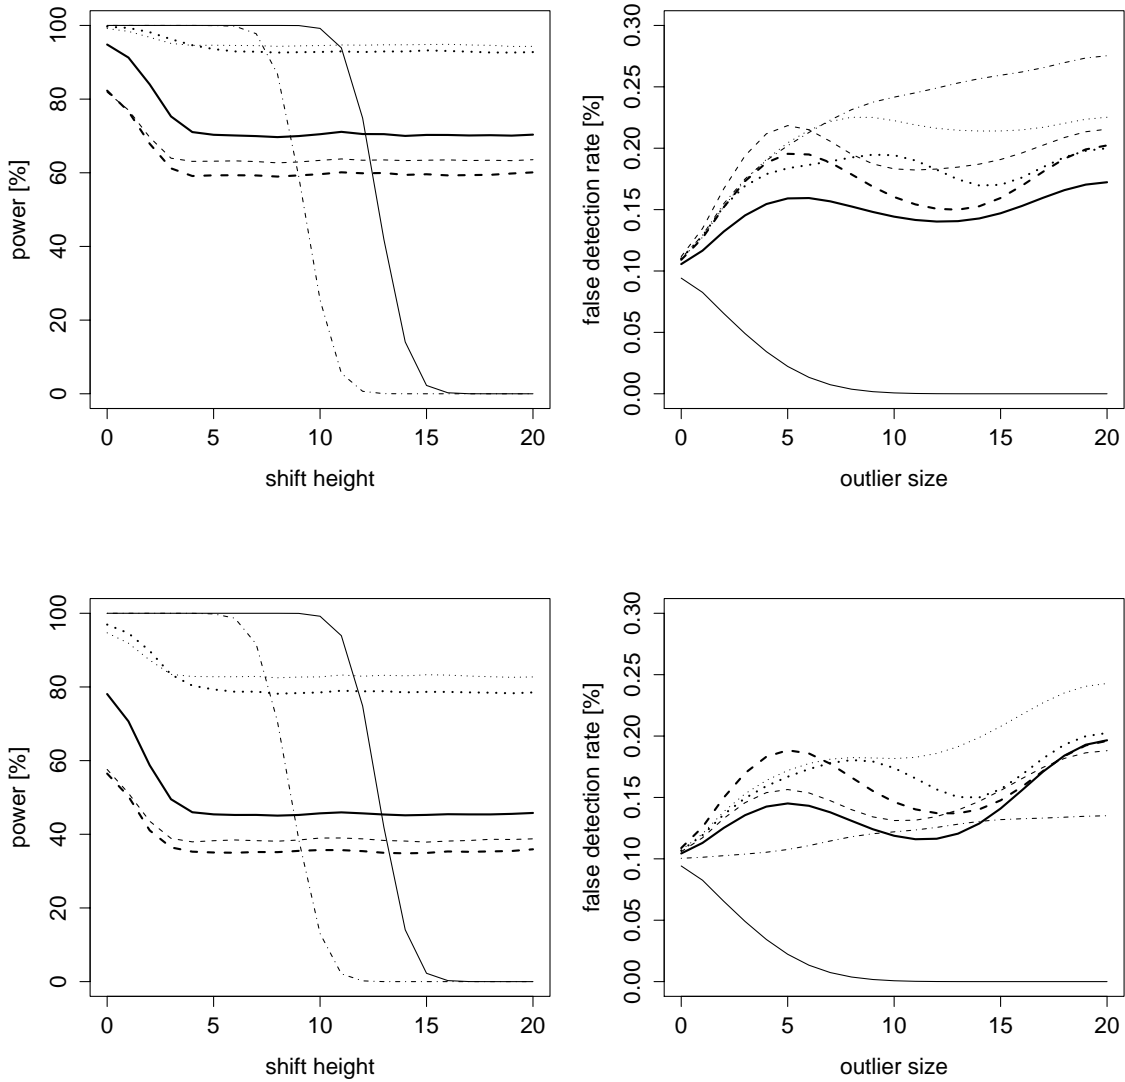 power [%]
100
80
60
40
20
0
0 5 10 15 20
shift height
false detection rate [%]
0.30
0.25
0.20
0.15
0.10
0.05
0.00
0 5 10 15 20
outlier size
power [%]
100
80
60
40
20
0
0 5 10 15 20
shift height
false detection rate [%]
0.30
0.25
0.20
0.15
0.10
0.05
0.00
0 5 10 15 20
outlier size